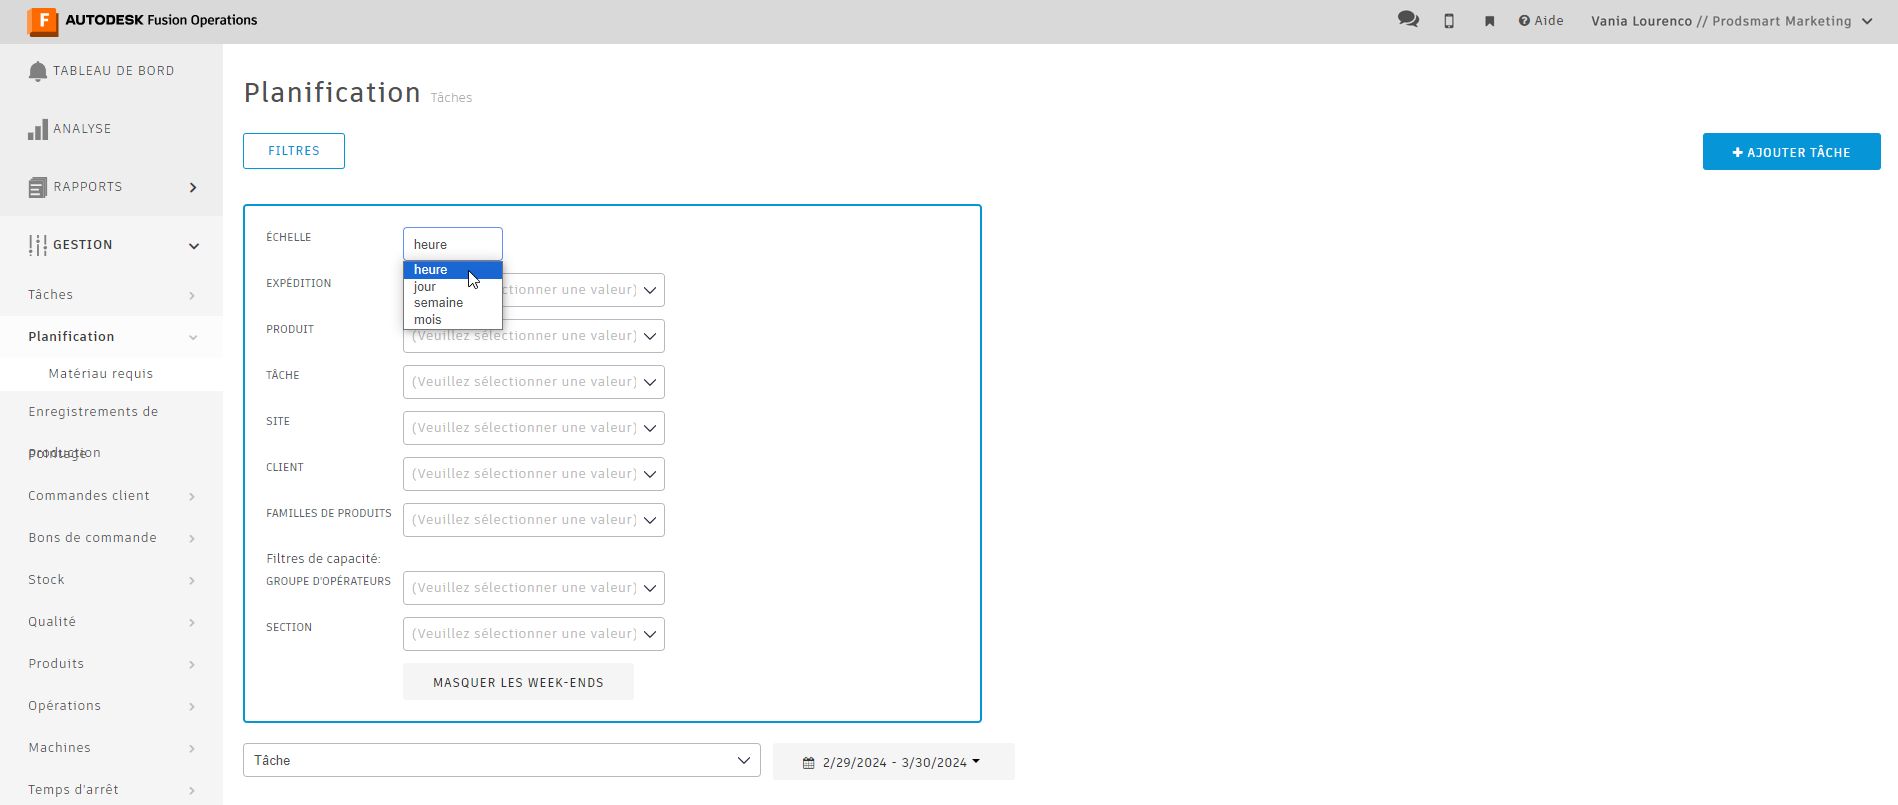 AUTODESK Fusion Operations
Aide
Vania Lourenco // Prodsmart Marketing
TABLEAU DE BORD
ANALYSE
RAPPORTS
GESTION
Tâches
Planification
Matériau requis
Enregistrements de
production
Pointage
Commandes client
Bons de commande
Stock
Qualité
Produits
Opérations
Machines
Temps d'arrêt
Planification Tâches
FILTRES
AJOUTER TÂCHE
ÉCHELLE
heure
heure
jour
semaine
mois
EXPÉDITION
ctionner une valeur)
PRODUIT
(Veuillez sélectionner une valeur)
TÂCHE
(Veuillez sélectionner une valeur)
SITE
(Veuillez sélectionner une valeur)
CLIENT
(Veuillez sélectionner une valeur)
FAMILLES DE PRODUITS
(Veuillez sélectionner une valeur)
Filtres de capacité:
GROUPE D'OPÉRATEURS
(Veuillez sélectionner une valeur)
SECTION
(Veuillez sélectionner une valeur)
MASQUER LES WEEK-ENDS
Tâche
2/29/2024 - 3/30/2024